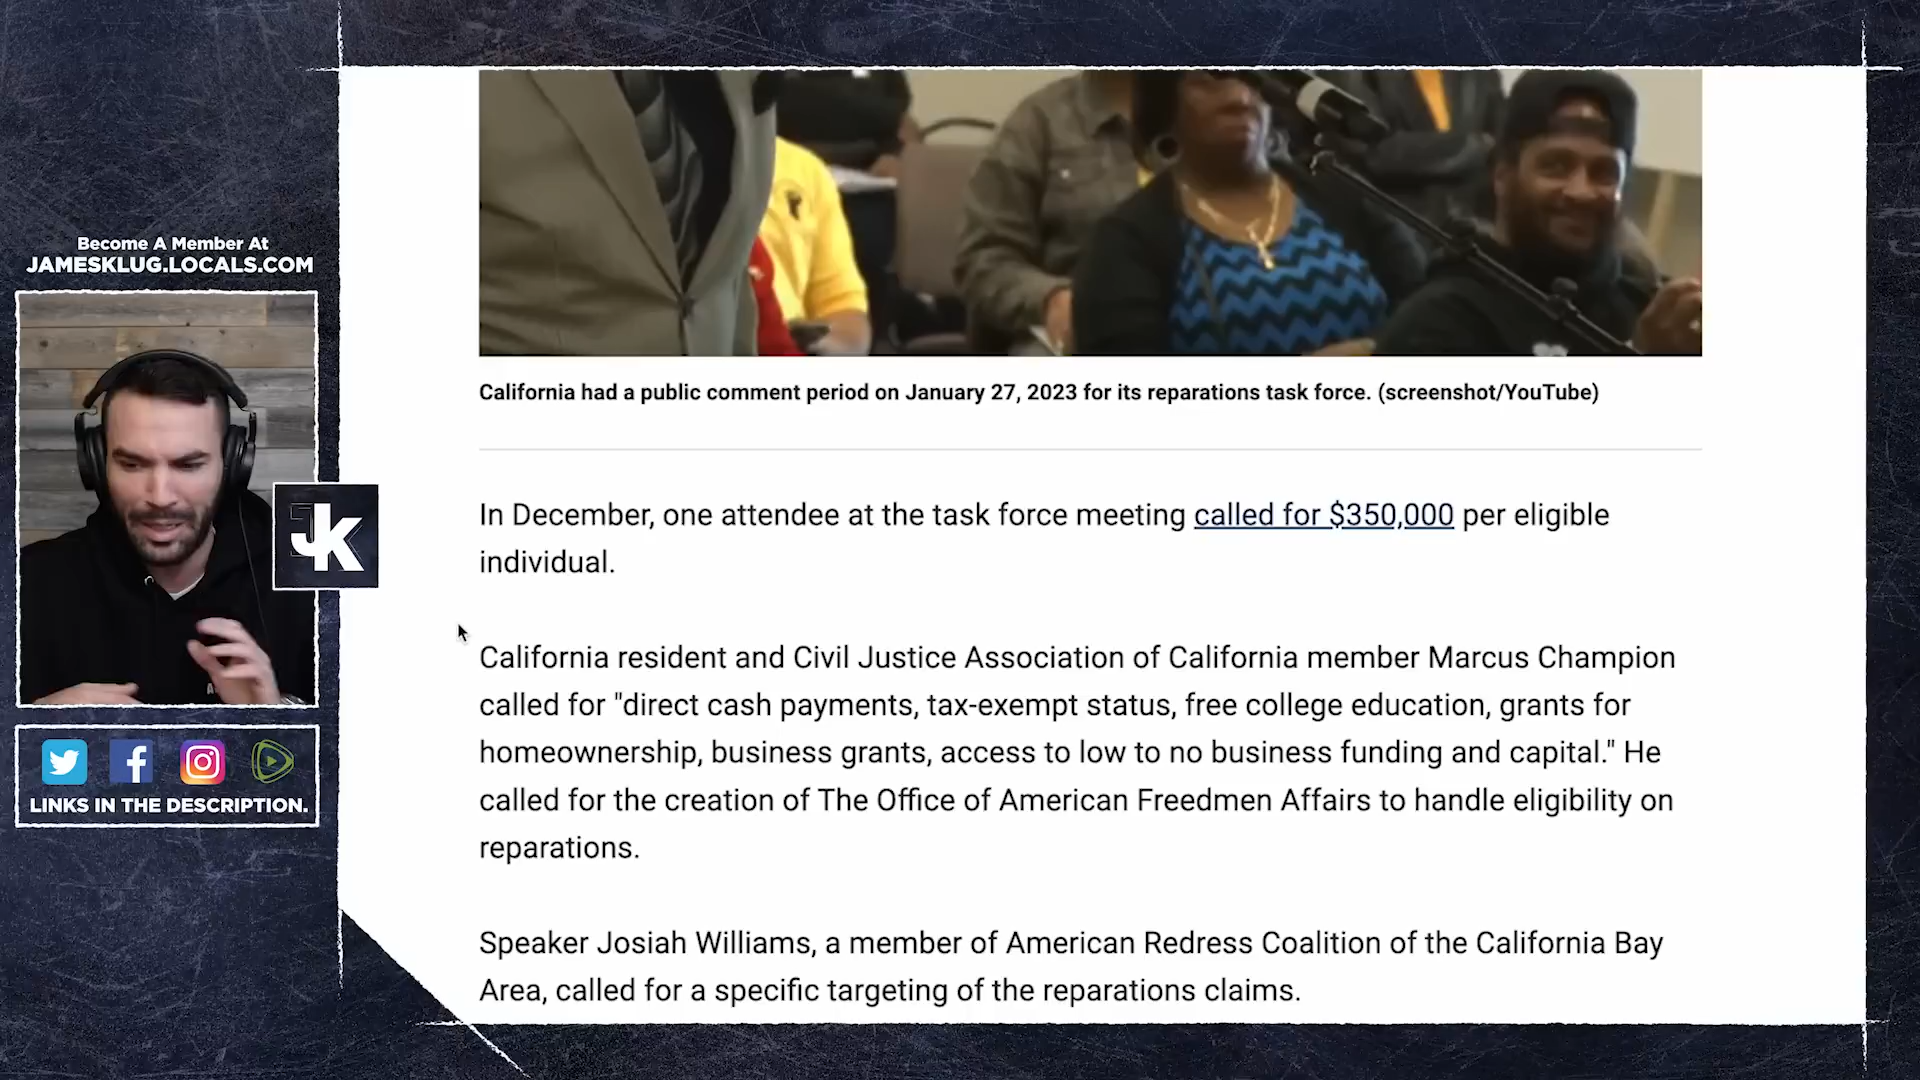 Become A Member At
JAMESKLUG.LOCALS.COM
JK
LINKS IN THE DESCRIPTION.
California had a public comment period on January 27, 2023 for its reparations task force. (screenshot/YouTube)
In December, one attendee at the task force meeting called for $350,000 per eligible
individual.
California resident and Civil Justice Association of California member Marcus Champion
called for "direct cash payments, tax-exempt status, free college education, grants for
homeownership, business grants, access to low to no business funding and capital." He
called for the creation of The Office of American Freedmen Affairs to handle eligibility on
reparations.
Speaker Josiah Williams, a member of American Redress Coalition of the California Bay
Area, called for a specific targeting of the reparations claims.